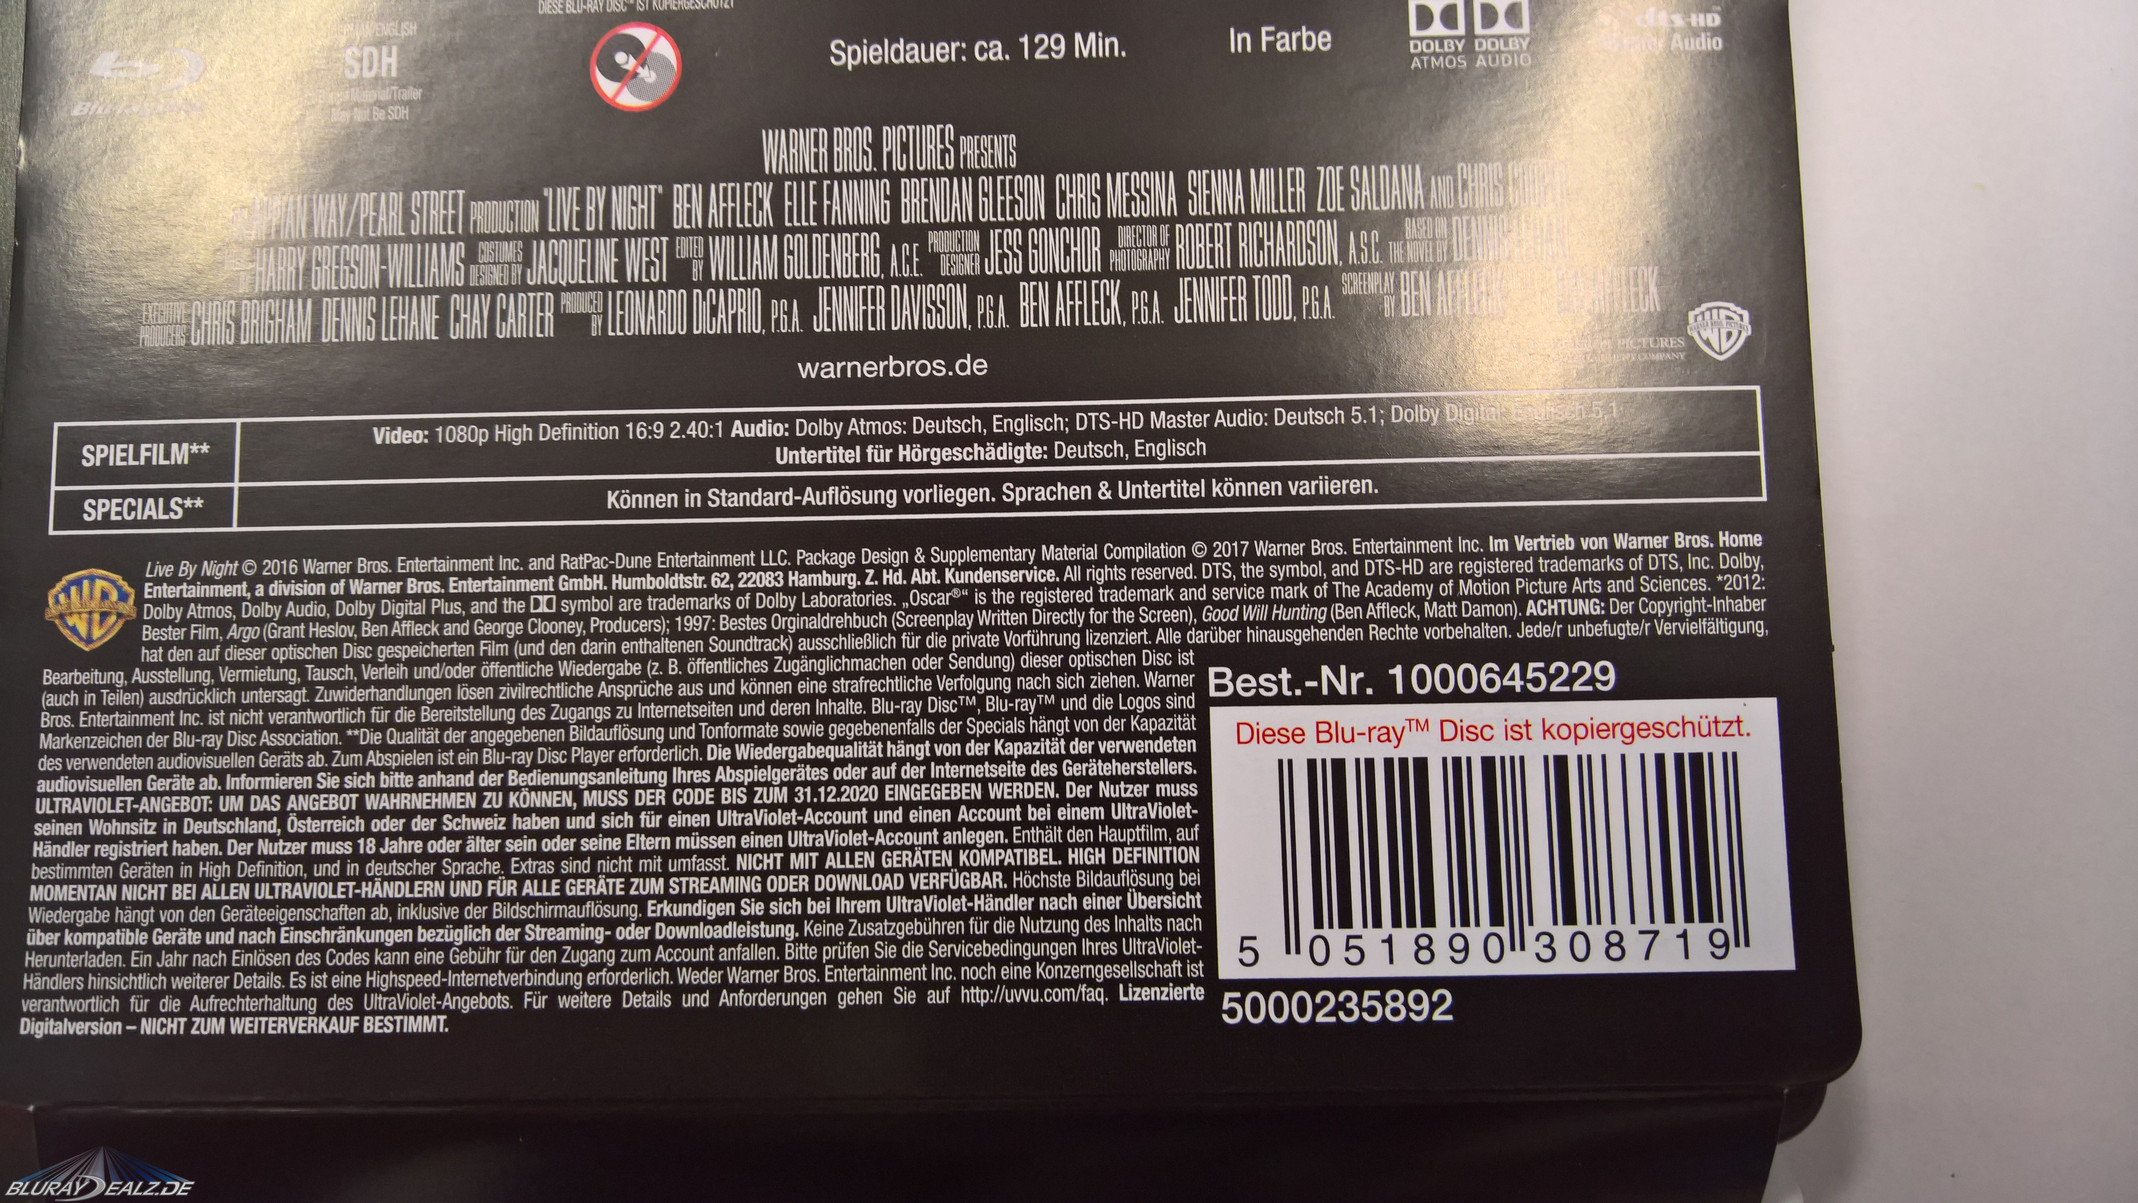 DIESE BLU-RAY DISC™ IST KOPIERGESCHÜTZT
ENGLISH
SDH
Material/Trailer
May Not Be SDH
Spieldauer: ca. 129 Min.
In Farbe
DOLBY DOLBY
ATMOS AUDIO
dts-HD
Audio
WARNER BROS. PICTURES PRESENTS
WAY/PEARL STREET PRODUCTION "LIVE BY NIGHT" BEN AFFLECK ELLE FANNING BRENDAN GLEESON CHRIS MESSINA SIENNA MILLER ZOE SALDANA AND CHRIS
HARRY GREGSON-WILLIAMS COSTUMES DESIGNED BY JACQUELINE WEST EDITED BY WILLIAM GOLDENBERG, A.C.E. PRODUCTION DESIGNER JESS GONCHOR DIRECTOR OF PHOTOGRAPHY ROBERT RICHARDSON, A.S.C. BASED ON THE NOVEL BY DENNIS
EXECUTIVE PRODUCERS CHRIS BRIGHAM DENNIS LEHANE CHAY CARTER PRODUCED BY LEONARDO DiCAPRIO, P.G.A. JENNIFER DAVISSON, P.G.A. BEN AFFLECK, P.G.A. JENNIFER TODD, P.G.A. SCREENPLAY BY BEN AFFLECK AFFLECK
PICTURES
COMPANY
warnerbros.de
SPIELFILM**
Video: 1080p High Definition 16:9 2.40:1 Audio: Dolby Atmos: Deutsch, Englisch; DTS-HD Master Audio: Deutsch 5.1; Dolby Digital: Englisch 5.1
Untertitel für Hörgeschädigte: Deutsch, Englisch
SPECIALS**
Können in Standard-Auflösung vorliegen. Sprachen & Untertitel können variieren.
Live By Night © 2016 Warner Bros. Entertainment Inc. and RatPac-Dune Entertainment LLC. Package Design & Supplementary Material Compilation © 2017 Warner Bros. Entertainment Inc. Im Vertrieb von Warner Bros. Home
Entertainment, a division of Warner Bros. Entertainment GmbH. Humboldtstr. 62, 22083 Hamburg. Z. Hd. Abt. Kundenservice. All rights reserved. DTS, the symbol, and DTS-HD are registered trademarks of DTS, Inc. Dolby,
Dolby Atmos, Dolby Audio, Dolby Digital Plus, and the symbol are trademarks of Dolby Laboratories. „Oscar®“ is the registered trademark and service mark of The Academy of Motion Picture Arts and Sciences. *2012:
Bester Film, Argo (Grant Heslov, Ben Affleck and George Clooney, Producers); 1997: Bestes Orginaldrehbuch (Screenplay Written Directly for the Screen), Good Will Hunting (Ben Affleck, Matt Damon). ACHTUNG: Der Copyright-Inhaber
hat den auf dieser optischen Disc gespeicherten Film (und den darin enthaltenen Soundtrack) ausschließlich für die private Vorführung lizenziert. Alle darüber hinausgehenden Rechte vorbehalten. Jede/r unbefugte/r Vervielfältigung,
Bearbeitung, Ausstellung, Vermietung, Tausch, Verleih und/oder öffentliche Wiedergabe (z. B. öffentliches Zugänglichmachen oder Sendung) dieser optischen Disc ist
(auch in Teilen) ausdrücklich untersagt. Zuwiderhandlungen lösen zivilrechtliche Ansprüche aus und können eine strafrechtliche Verfolgung nach sich ziehen. Warner
Bros. Entertainment Inc. ist nicht verantwortlich für die Bereitstellung des Zugangs zu Internetseiten und deren Inhalte. Blu-ray Disc™, Blu-ray™ und die Logos sind
Markenzeichen der Blu-ray Disc Association. **Die Qualität der angegebenen Bildauflösung und Tonformate sowie gegebenenfalls der Specials hängt von der Kapazität
des verwendeten audiovisuellen Geräts ab. Zum Abspielen ist ein Blu-ray Disc Player erforderlich. Die Wiedergabequalität hängt von der Kapazität der verwendeten
audiovisuellen Geräte ab. Informieren Sie sich bitte anhand der Bedienungsanleitung Ihres Abspielgerätes oder auf der Internetseite des Geräteherstellers.
ULTRAVIOLET-ANGEBOT: UM DAS ANGEBOT WAHRNEHMEN ZU KÖNNEN, MUSS DER CODE BIS ZUM 31.12.2020 EINGEGEBEN WERDEN. Der Nutzer muss
seinen Wohnsitz in Deutschland, Österreich oder der Schweiz haben und sich für einen UltraViolet-Account und einen Account bei einem UltraViolet-
Händler registriert haben. Der Nutzer muss 18 Jahre oder älter sein oder seine Eltern müssen einen UltraViolet-Account anlegen. Enthält den Hauptfilm, auf
bestimmten Geräten in High Definition, und in deutscher Sprache. Extras sind nicht mit umfasst. NICHT MIT ALLEN GERÄTEN KOMPATIBEL. HIGH DEFINITION
MOMENTAN NICHT BEI ALLEN ULTRAVIOLET-HÄNDLERN UND FÜR ALLE GERÄTE ZUM STREAMING ODER DOWNLOAD VERFÜGBAR. Höchste Bildauflösung bei
Wiedergabe hängt von den Geräteeigenschaften ab, inklusive der Bildschirmauflösung. Erkundigen Sie sich bei Ihrem UltraViolet-Händler nach einer Übersicht
über kompatible Geräte und nach Einschränkungen bezüglich der Streaming- oder Downloadleistung. Keine Zusatzgebühren für die Nutzung des Inhalts nach
Herunterladen. Ein Jahr nach Einlösen des Codes kann eine Gebühr für den Zugang zum Account anfallen. Bitte prüfen Sie die Servicebedingungen Ihres UltraViolet-
Händlers hinsichtlich weiterer Details. Es ist eine Highspeed-Internetverbindung erforderlich. Weder Warner Bros. Entertainment Inc. noch eine Konzerngesellschaft ist
verantwortlich für die Aufrechterhaltung des UltraViolet-Angebots. Für weitere Details und Anforderungen gehen Sie auf http://uvvu.com/faq. Lizenzierte
Digitalversion – NICHT ZUM WEITERVERKAUF BESTIMMT.
Best.-Nr. 1000645229
Diese Blu-ray™ Disc ist kopiergeschützt.
5 051890 308719
5000235892
BLURAYDEALZ.DE